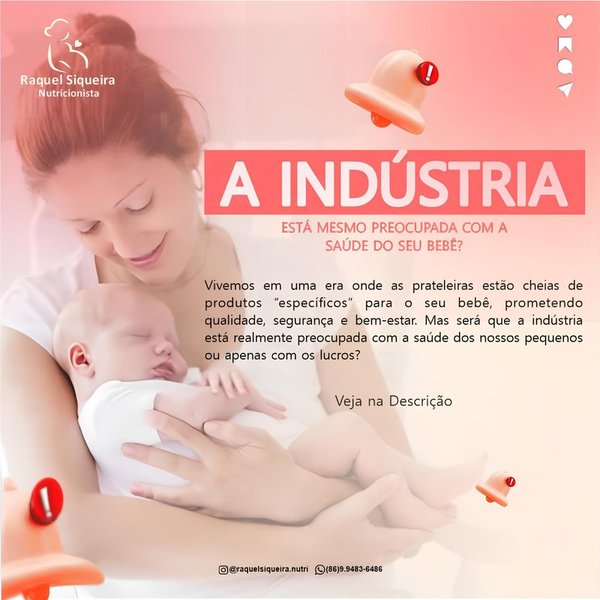 Raquel Siqueira
Nutricionista
A INDÚSTRIA
ESTÁ MESMO PREOCUPADA COM A
SAÚDE DO SEU BEBÊ?
Vivemos em uma era onde as prateleiras estão cheias de
produtos “específicos” para o seu bebê, prometendo
qualidade, segurança e bem-estar. Mas será que a indústria
está realmente preocupada com a saúde dos nossos pequenos
ou apenas com os lucros?
Veja na Descrição
@raquelsiqueira.nutri (86)9.9483-6486